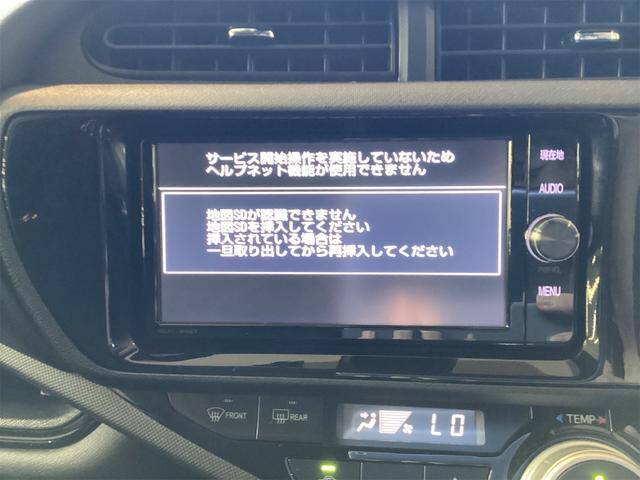 サービス開始操作を実施していないため
ヘルプネット機能が使用できません
地図SDが認識できません
地図SDを挿入してください
挿入されている場合は
一旦取り出してから再挿入してください
現在地
AUDIO
MENU
FRONT
REAR
LO
TEMP